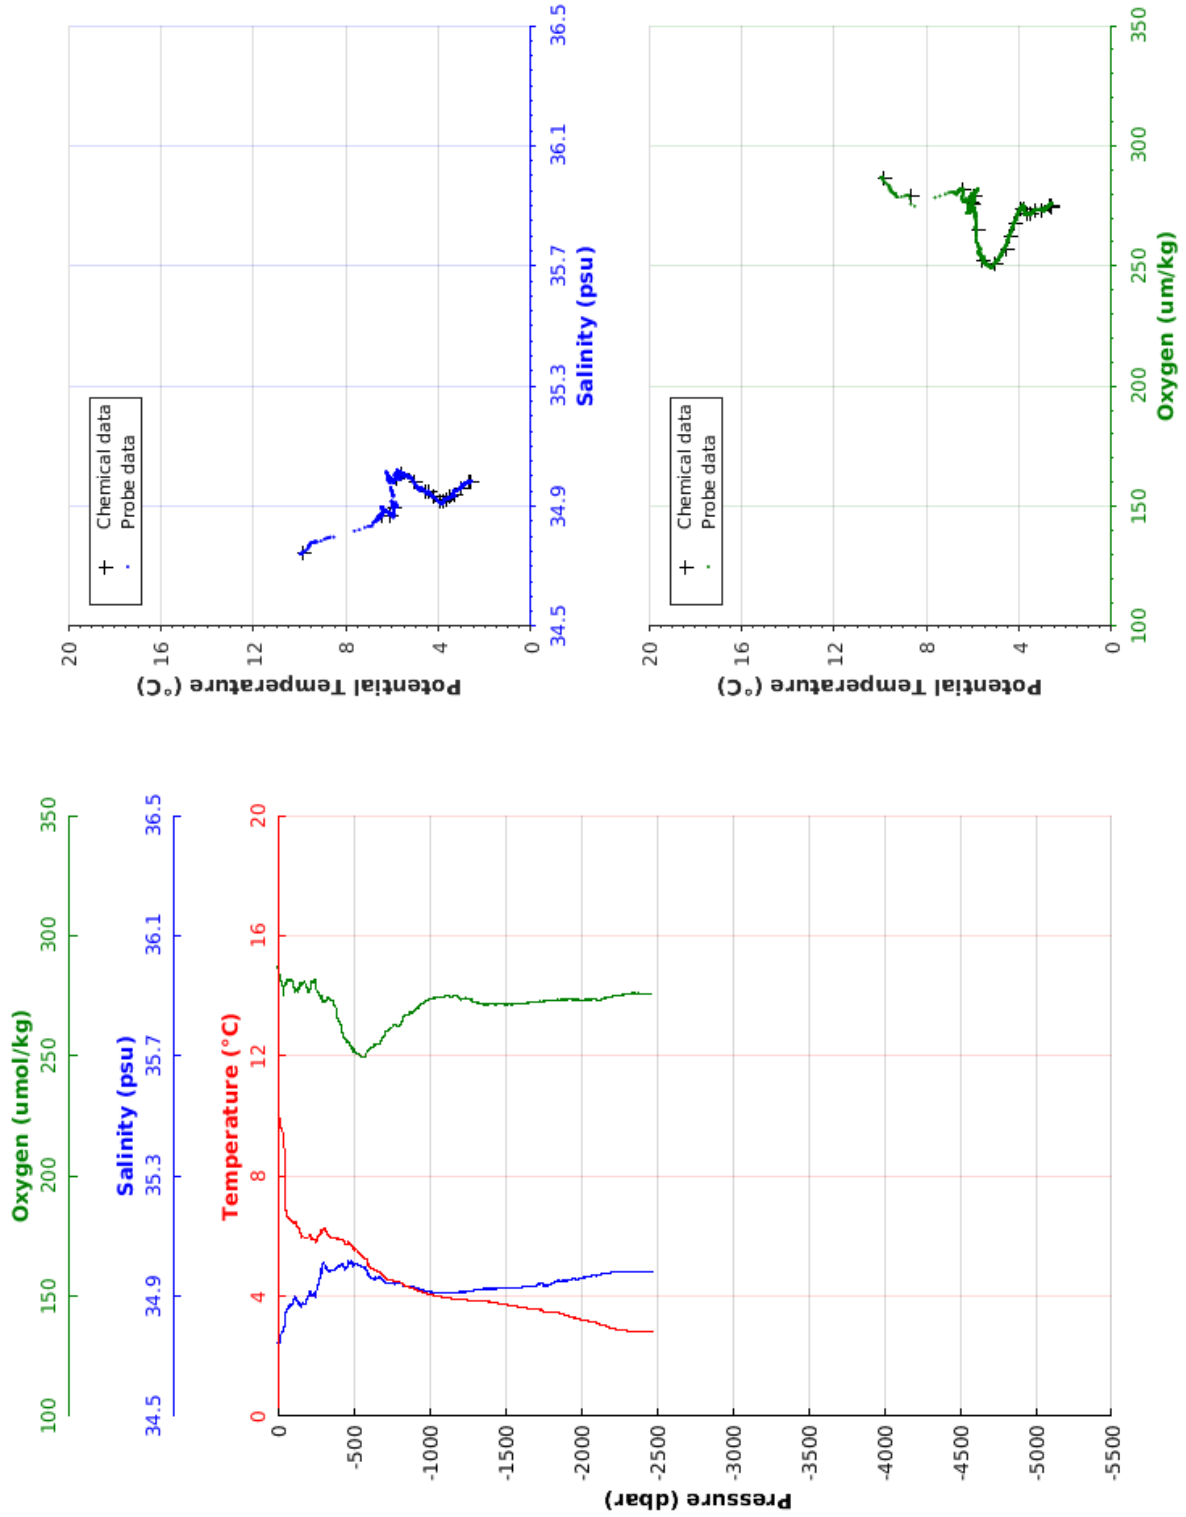 Oxygen (umol/kg)
100 150 200 250 300 350
Salinity (psu)
34.5 34.9 35.3 35.7 36.1 36.5
Temperature (°C)
0 4 8 12 16 20
0
-500
-1000
-1500
-2000
-2500
-3000
-3500
-4000
-4500
-5000
-5500
Pressure (dbar)
20
16
12
8
4
0
Potential Temperature (°C)
Chemical data
Probe data
34.5 34.9 35.3 35.7 36.1 36.5
Salinity (psu)
20
16
12
8
4
0
Potential Temperature (°C)
Chemical data
Probe data
100 150 200 250 300 350
Oxygen (um/kg)